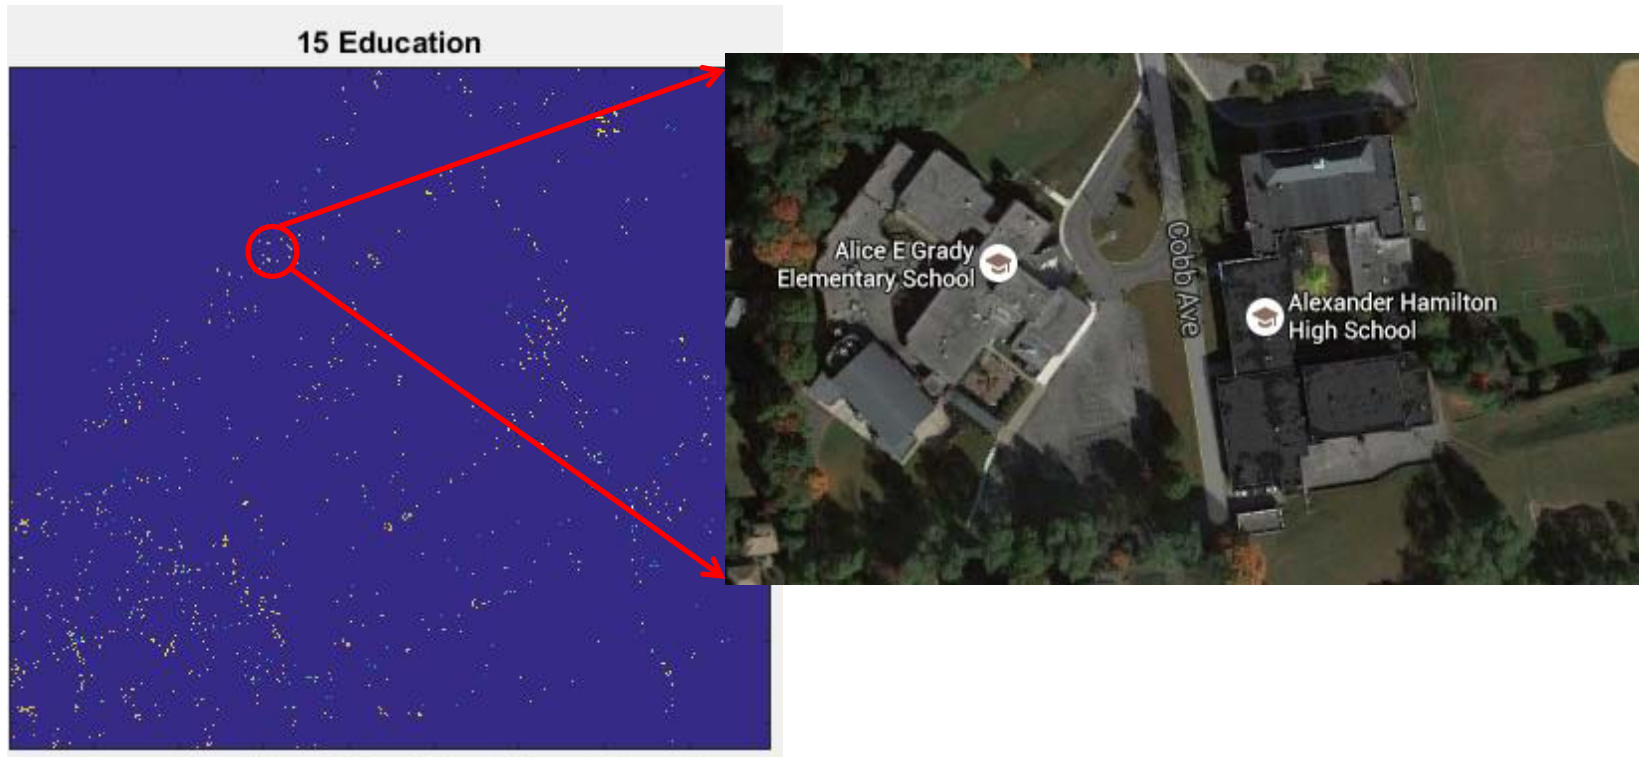 15 Education
Alice E Grady
Elementary School
Cobb Ave
Alexander Hamilton
High School